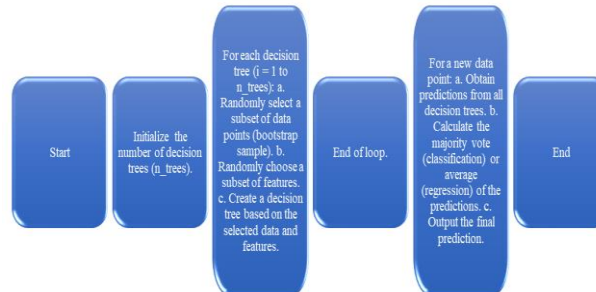 Start
Initialize the
number of decision
trees (n_trees).
For each decision
tree (i = 1 to
n_trees): a.
Randomly select a
subset of data
points (bootstrap
sample). b.
Randomly choose a
subset of features.
c. Create a decision
tree based on the
selected data and
features.
End of loop.
For a new data
point: a. Obtain
predictions from all
decision trees. b.
Calculate the
majority vote
(classification) or
average
(regression) of the
predictions. c.
Output the final
prediction.
End